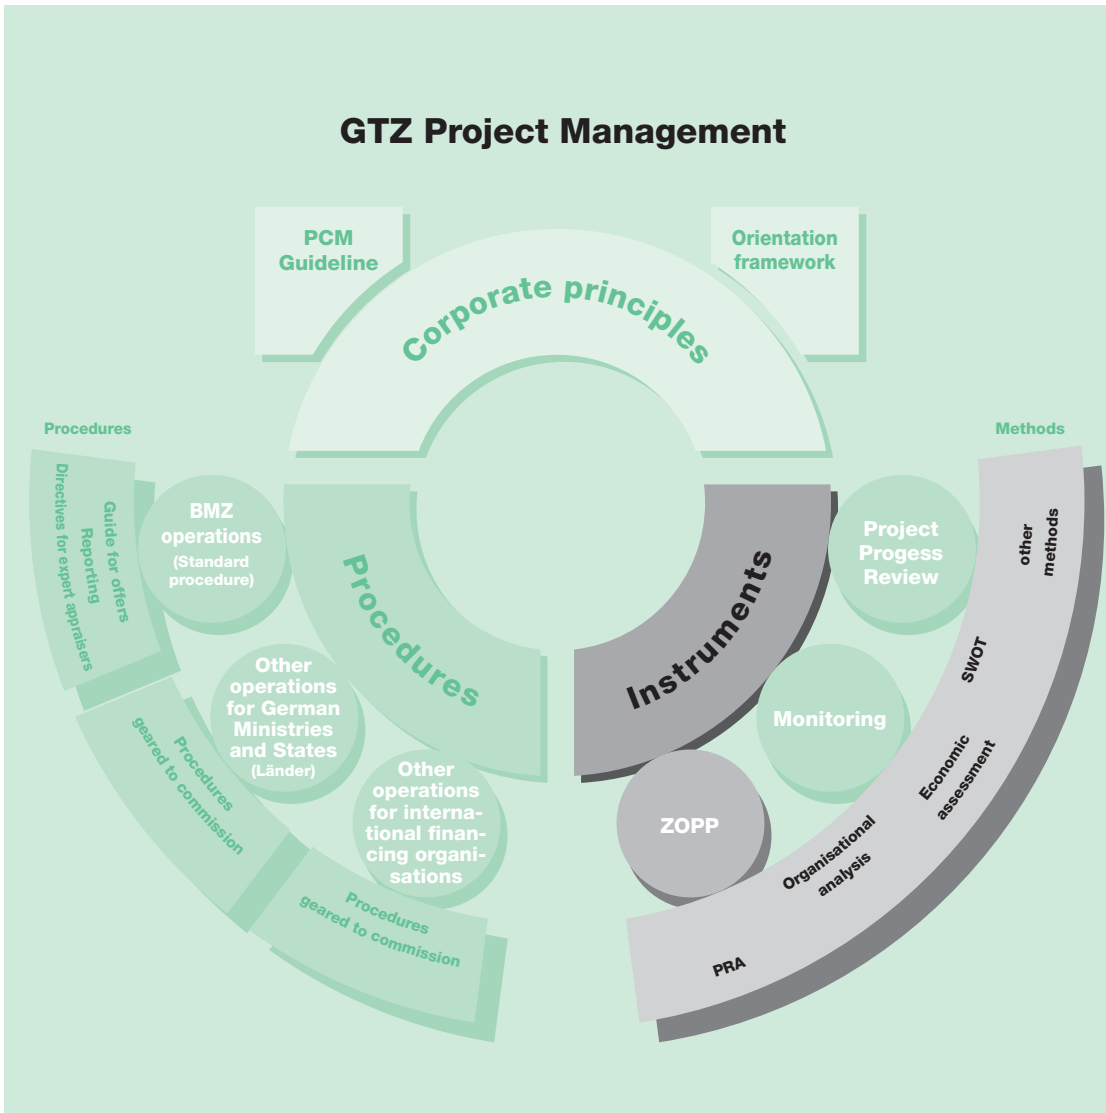 GTZ Project Management
PCM
Guideline
Orientation
framework
Corporate principles
Procedures
Methods
Directives for expert appraisers
Reporting
Guide for offers
BMZ
operations
(Standard
procedure)
Procedures
Instruments
Project
Progess
Review
other
methods
Other
operations
for German
Ministries
and States
(Länder)
Procedures
geared to commission
Monitoring
SWOT
Economic
assessment
Other
operations
for interna-
tional finan-
cing organi-
sations
ZOPP
Organisational
analysis
Procedures
geared to commission
PRA